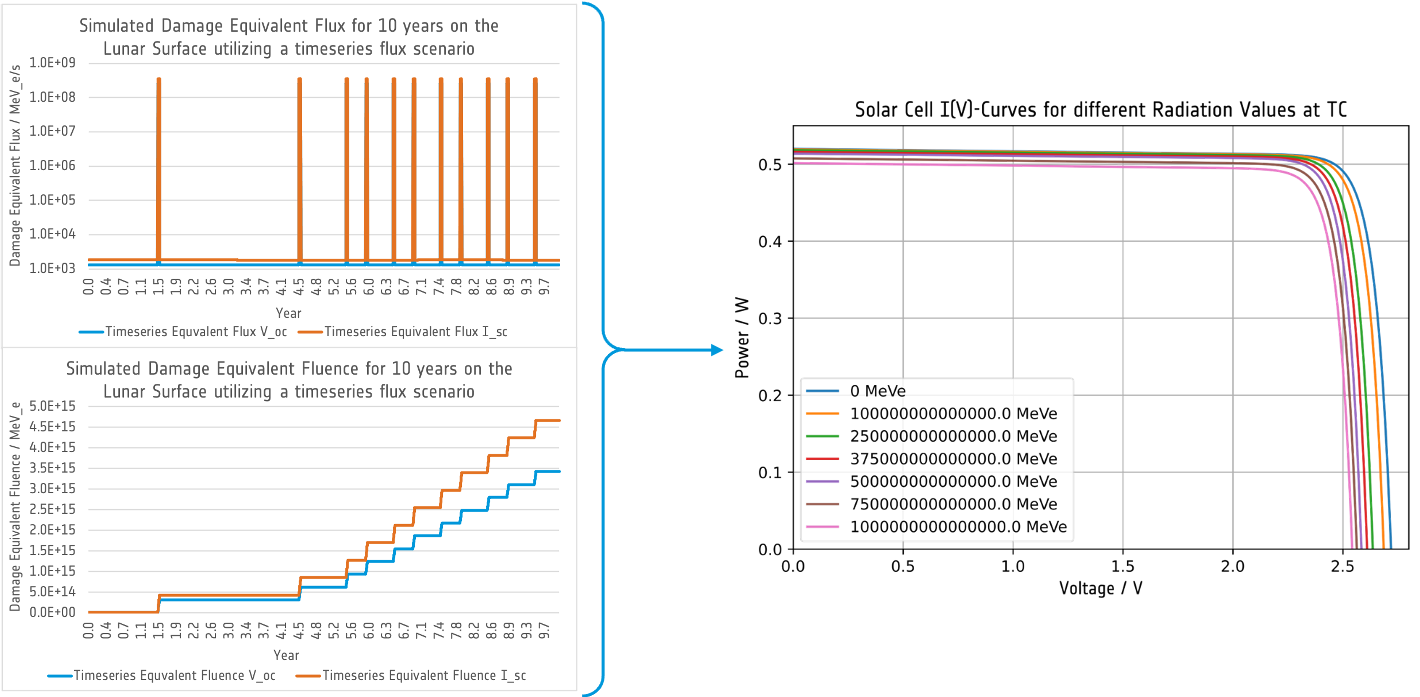 Simulated Damage Equivalent Flux for 10 years on the
Lunar Surface utilizing a timeseries flux scenario
Damage Equivalent Flux / MeV_e/s
1.0E+09
1.0E+08
1.0E+07
1.0E+06
1.0E+05
1.0E+04
1.0E+03
0.0 0.4 0.7 1.1 1.5 1.9 2.2 2.6 3.0 3.4 3.7 4.1 4.5 4.8 5.2 5.6 6.0 6.3 6.7 7.1 7.4 7.8 8.2 8.6 8.9 9.3 9.7
Year
Timeseries Equvalent Flux V_oc Timeseries Equivalent Flux I_sc
Simulated Damage Equivalent Fluence for 10 years on the
Lunar Surface utilizing a timeseries flux scenario
Damage Equivalent Fluence / MeV_e
5.0E+15
4.5E+15
4.0E+15
3.5E+15
3.0E+15
2.5E+15
2.0E+15
1.5E+15
1.0E+15
5.0E+14
0.0E+00
0.0 0.4 0.7 1.1 1.5 1.9 2.2 2.6 3.0 3.4 3.7 4.1 4.5 4.8 5.2 5.6 6.0 6.3 6.7 7.1 7.4 7.8 8.2 8.6 8.9 9.3 9.7
Year
Timeseries Equvalent Fluence V_oc Timeseries Equivalent Fluence I_sc
Solar Cell I(V)-Curves for different Radiation Values at TC
Power / W
0.5
0.4
0.3
0.2
0.1
0.0
0 MeVe
100000000000000.0 MeVe
250000000000000.0 MeVe
375000000000000.0 MeVe
500000000000000.0 MeVe
750000000000000.0 MeVe
1000000000000000.0 MeVe
0.0 0.5 1.0 1.5 2.0 2.5
Voltage / V